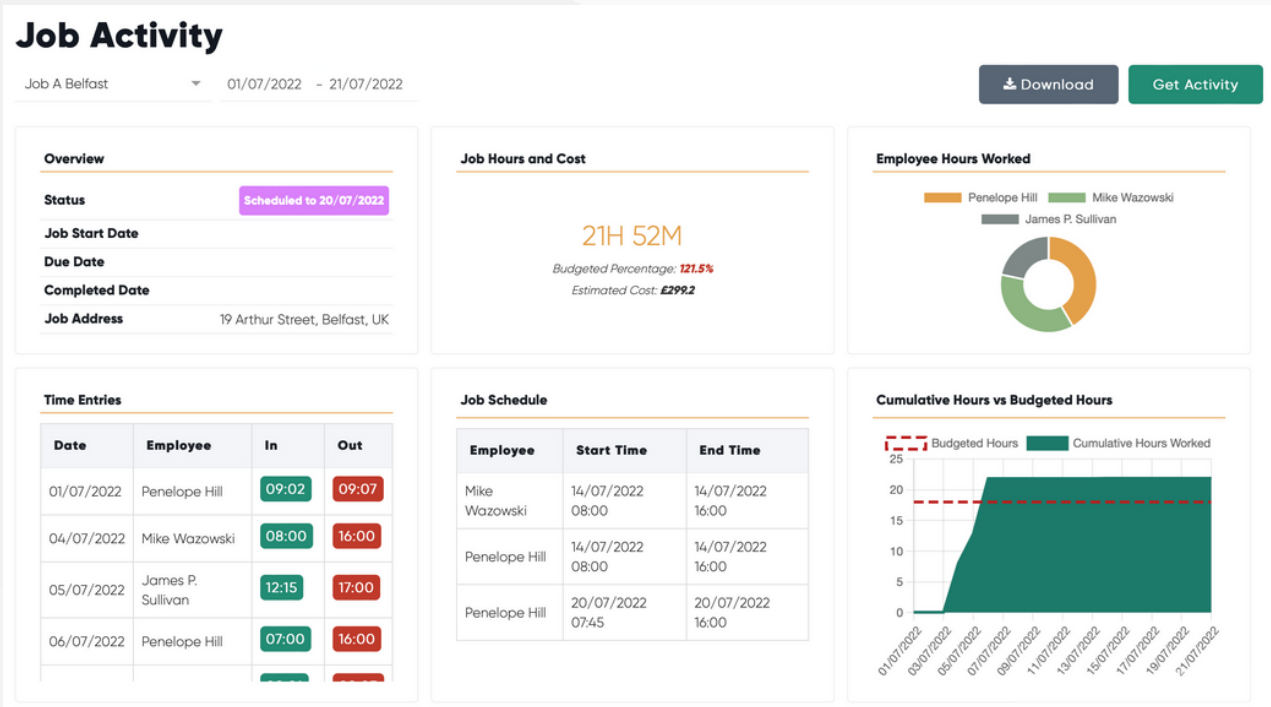 Job Activity
Job A Belfast
01/07/2022 - 21/07/2022
Download
Get Activity
Overview
Status Scheduled to 20/07/2022
Job Start Date
Due Date
Completed Date
Job Address 19 Arthur Street, Belfast, UK
Job Hours and Cost
21H 52M
Budgeted Percentage: 121.5%
Estimated Cost: £299.2
Employee Hours Worked
Penelope Hill Mike Wazowski
James P. Sullivan
Time Entries
Date Employee In Out
01/07/2022 Penelope Hill 09:02 09:07
04/07/2022 Mike Wazowski 08:00 16:00
05/07/2022 James P. Sullivan 12:15 17:00
06/07/2022 Penelope Hill 07:00 16:00
Job Schedule
Employee Start Time End Time
Mike Wazowski 14/07/2022 08:00 14/07/2022 16:00
Penelope Hill 14/07/2022 08:00 14/07/2022 16:00
Penelope Hill 20/07/2022 07:45 20/07/2022 16:00
Cumulative Hours vs Budgeted Hours
Budgeted Hours Cumulative Hours Worked
25
20
15
10
5
0
01/07/2022
03/07/2022
05/07/2022
07/07/2022
09/07/2022
11/07/2022
13/07/2022
15/07/2022
17/07/2022
19/07/2022
21/07/2022